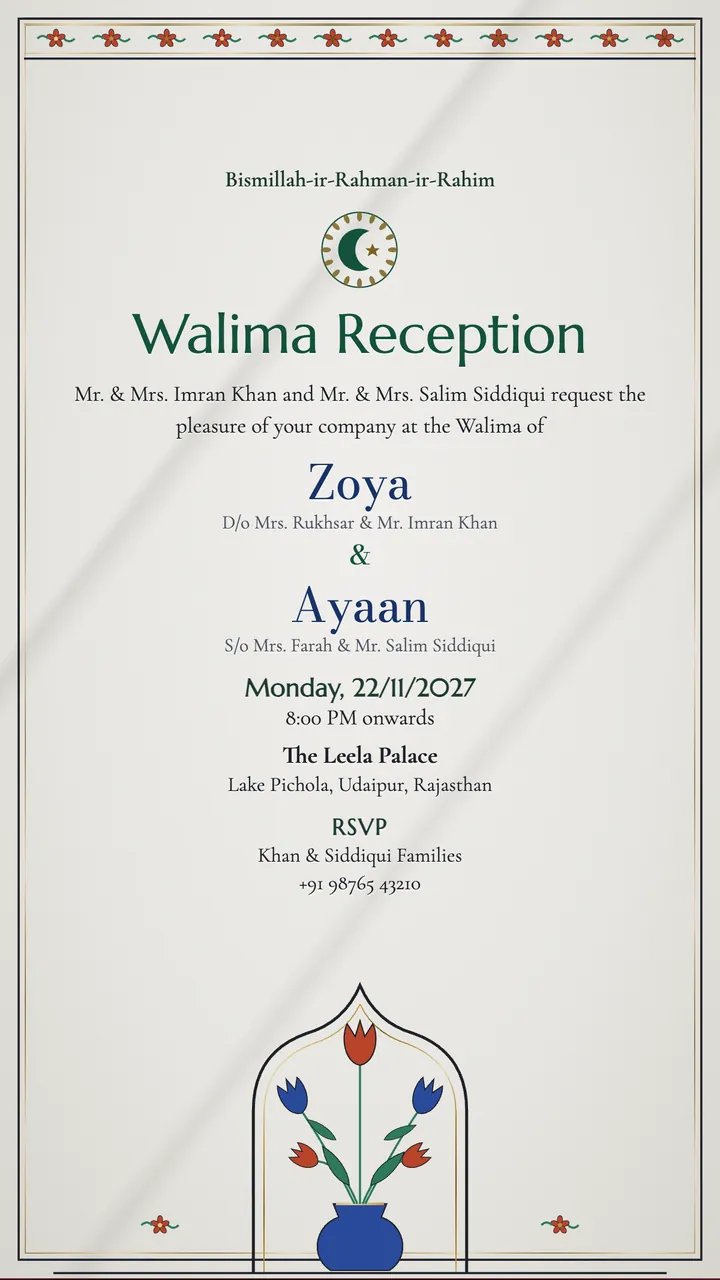 Bismillah-ir-Rahman-ir-Rahim
Walima Reception
Mr. & Mrs. Imran Khan and Mr. & Mrs. Salim Siddiqui request the
pleasure of your company at the Walima of
Zoya
D/o Mrs. Rukhsar & Mr. Imran Khan
&
Ayaan
S/o Mrs. Farah & Mr. Salim Siddiqui
Monday, 22/11/2027
8:00 PM onwards
The Leela Palace
Lake Pichola, Udaipur, Rajasthan
RSVP
Khan & Siddiqui Families
+91 98765 43210